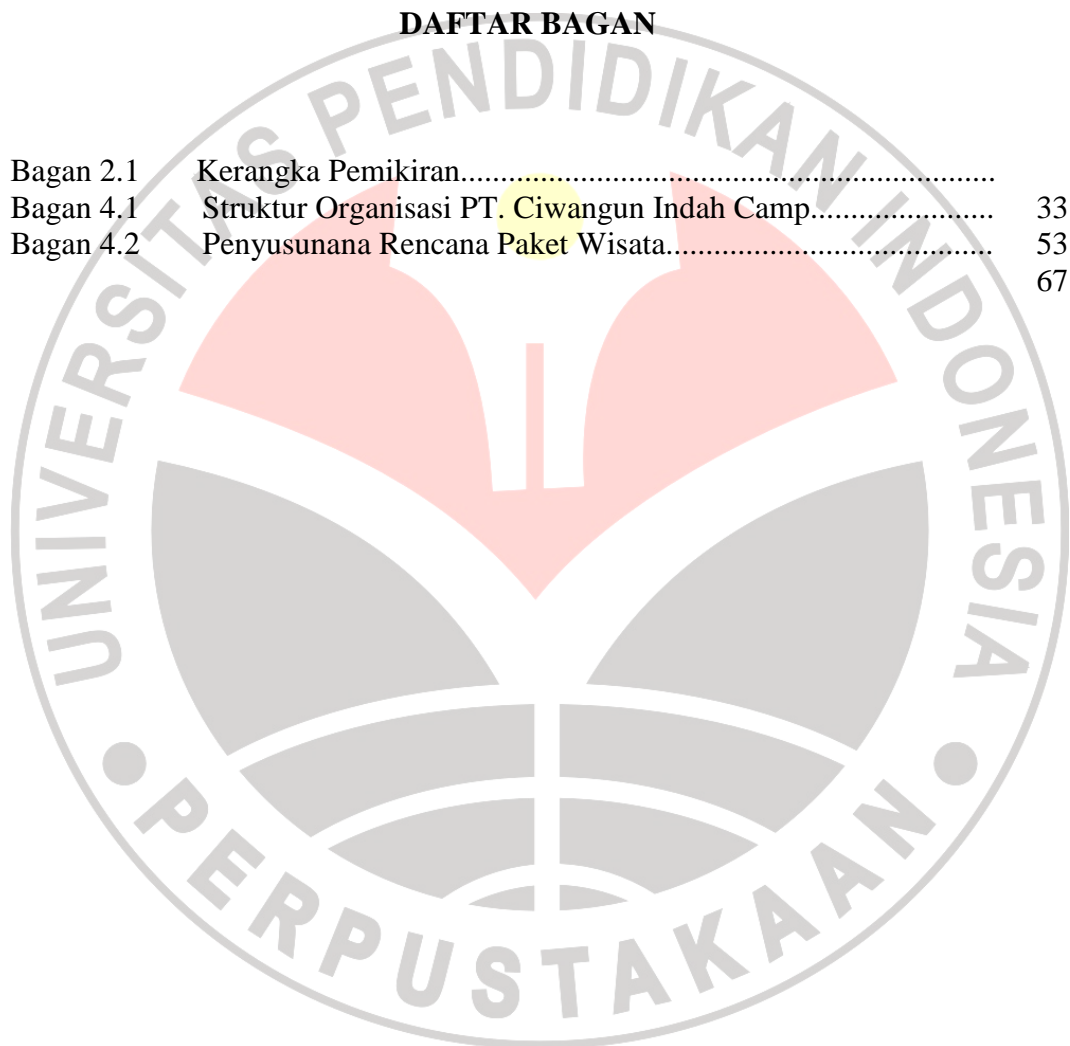 DAFTAR BAGAN
UNIVERSITAS PENDIDIKAN INDONESIA
Bagan 2.1 Kerangka Pemikiran...................................................................
Bagan 4.1 Struktur Organisasi PT. Ciwangun Indah Camp....................... 33
Bagan 4.2 Penyusunana Rencana Paket Wisata......................................... 53
67
PERPUSTAKAAN